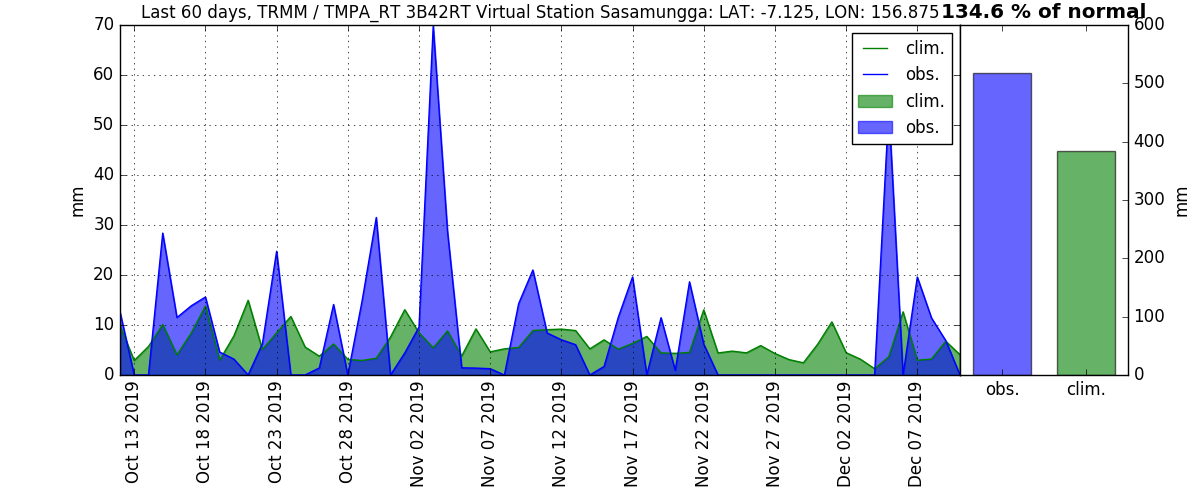 Last 60 days, TRMM / TMPA_RT 3B42RT Virtual Station Sasamungga: LAT: -7.125, LON: 156.875
134.6 % of normal
70
60
50
40
30
20
10
0
mm
clim.
obs.
clim.
obs.
600
500
400
300
200
100
0
mm
obs.
clim.
Oct 13 2019
Oct 18 2019
Oct 23 2019
Oct 28 2019
Nov 02 2019
Nov 07 2019
Nov 12 2019
Nov 17 2019
Nov 22 2019
Nov 27 2019
Dec 02 2019
Dec 07 2019